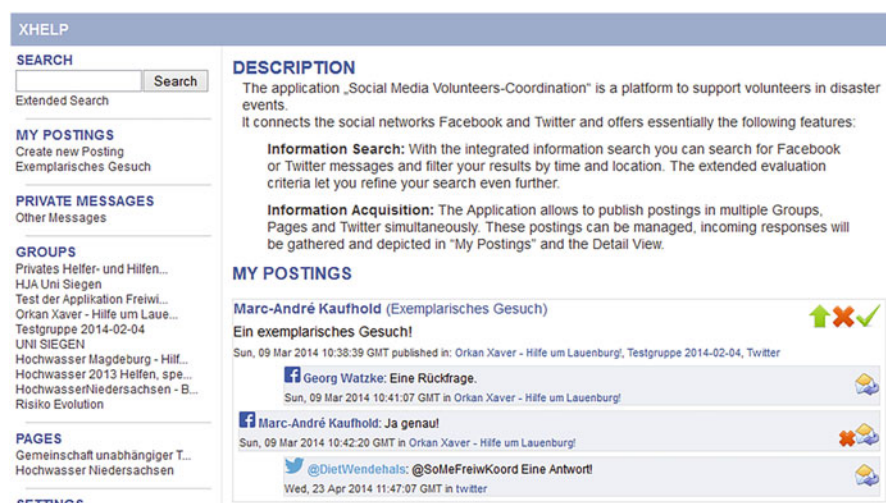 XHELP
SEARCH
Search
Extended Search
MY POSTINGS
Create new Posting
Exemplarisches Gesuch
PRIVATE MESSAGES
Other Messages
GROUPS
Privates Helfer- und Hilfen...
HJA Uni Siegen
Test der Applikation Freiwi...
Orkan Xaver - Hilfe um Laue...
Testgruppe 2014-02-04
UNI SIEGEN
Hochwasser Magdeburg - Hilf...
Hochwasser 2013 Helfen, spe...
HochwasserNiedersachsen - B...
Risiko Evolution
PAGES
Gemeinschaft unabhängiger T...
Hochwasser Niedersachsen
SETTINGS
DESCRIPTION
The application „Social Media Volunteers-Coordination“ is a platform to support volunteers in disaster
events.
It connects the social networks Facebook and Twitter and offers essentially the following features:
Information Search: With the integrated information search you can search for Facebook
or Twitter messages and filter your results by time and location. The extended evaluation
criteria let you refine your search even further.
Information Acquisition: The Application allows to publish postings in multiple Groups,
Pages and Twitter simultaneously. These postings can be managed, incoming responses will
be gathered and depicted in “My Postings” and the Detail View.
MY POSTINGS
Marc-André Kaufhold (Exemplarisches Gesuch)
Ein exemplarisches Gesuch!
Sun, 09 Mar 2014 10:38:39 GMT published in: Orkan Xaver - Hilfe um Lauenburg!, Testgruppe 2014-02-04, Twitter
Georg Watzke: Eine Rückfrage.
Sun, 09 Mar 2014 10:41:07 GMT in Orkan Xaver - Hilfe um Lauenburg!
Marc-André Kaufhold: Ja genau!
Sun, 09 Mar 2014 10:42:20 GMT in Orkan Xaver - Hilfe um Lauenburg!
@DietWendehals: @SoMeFreiwKoord Eine Antwort!
Wed, 23 Apr 2014 11:47:07 GMT in twitter